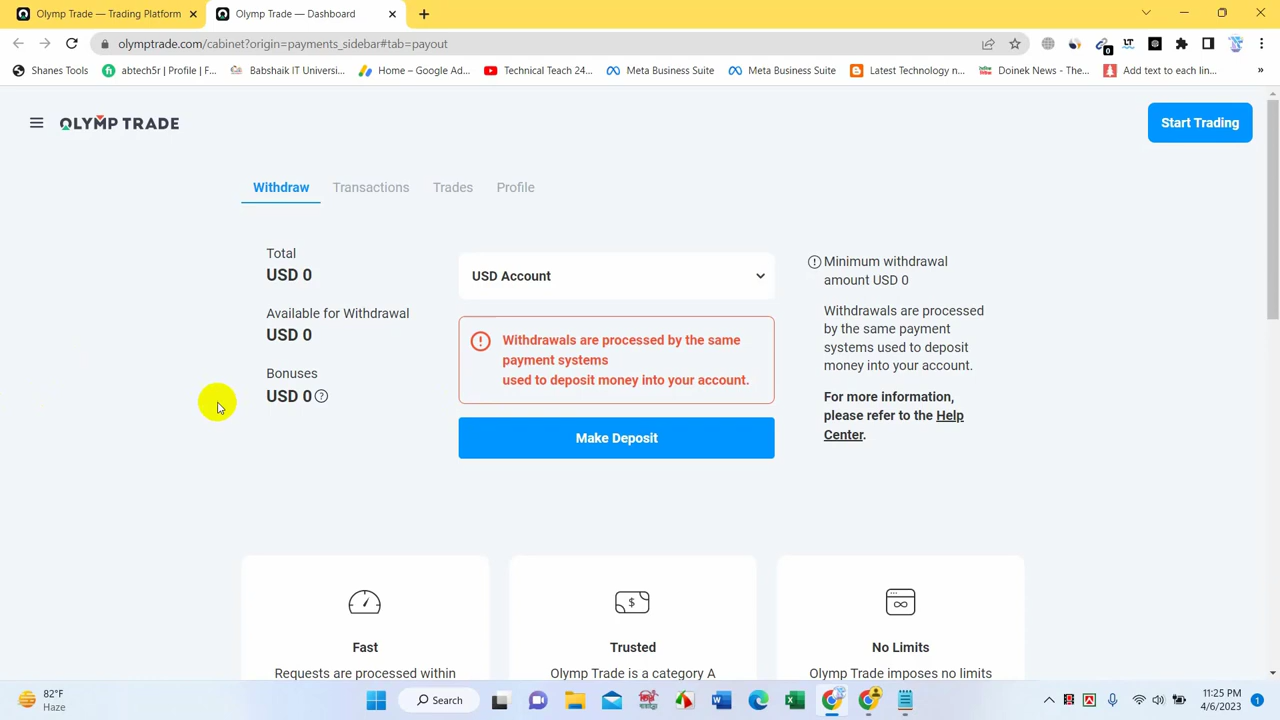 Olymp Trade — Trading Platform
Olymp Trade — Dashboard
olymptrade.com/cabinet?origin=payments_sidebar#tab=payout
0
Shanes Tools
abtech5r | Profile | F...
Babshaik IT Universi...
Home – Google Ad...
Technical Teach 24...
Meta Business Suite
Meta Business Suite
Latest Technology n...
Doinek News - The...
Add text to each lin...
»
OLYMP TRADE
Start Trading
Withdraw
Transactions
Trades
Profile
Total
USD 0
Available for Withdrawal
USD 0
Bonuses
USD 0
USD Account
Withdrawals are processed by the same
payment systems
used to deposit money into your account.
Make Deposit
Minimum withdrawal
amount USD 0
Withdrawals are processed
by the same payment
systems used to deposit
money into your account.
For more information,
please refer to the Help
Center.
Fast
Requests are processed within
Trusted
Olymp Trade is a category A
No Limits
Olymp Trade imposes no limits
82°F
Haze
Search
11:25 PM
4/6/2023
1